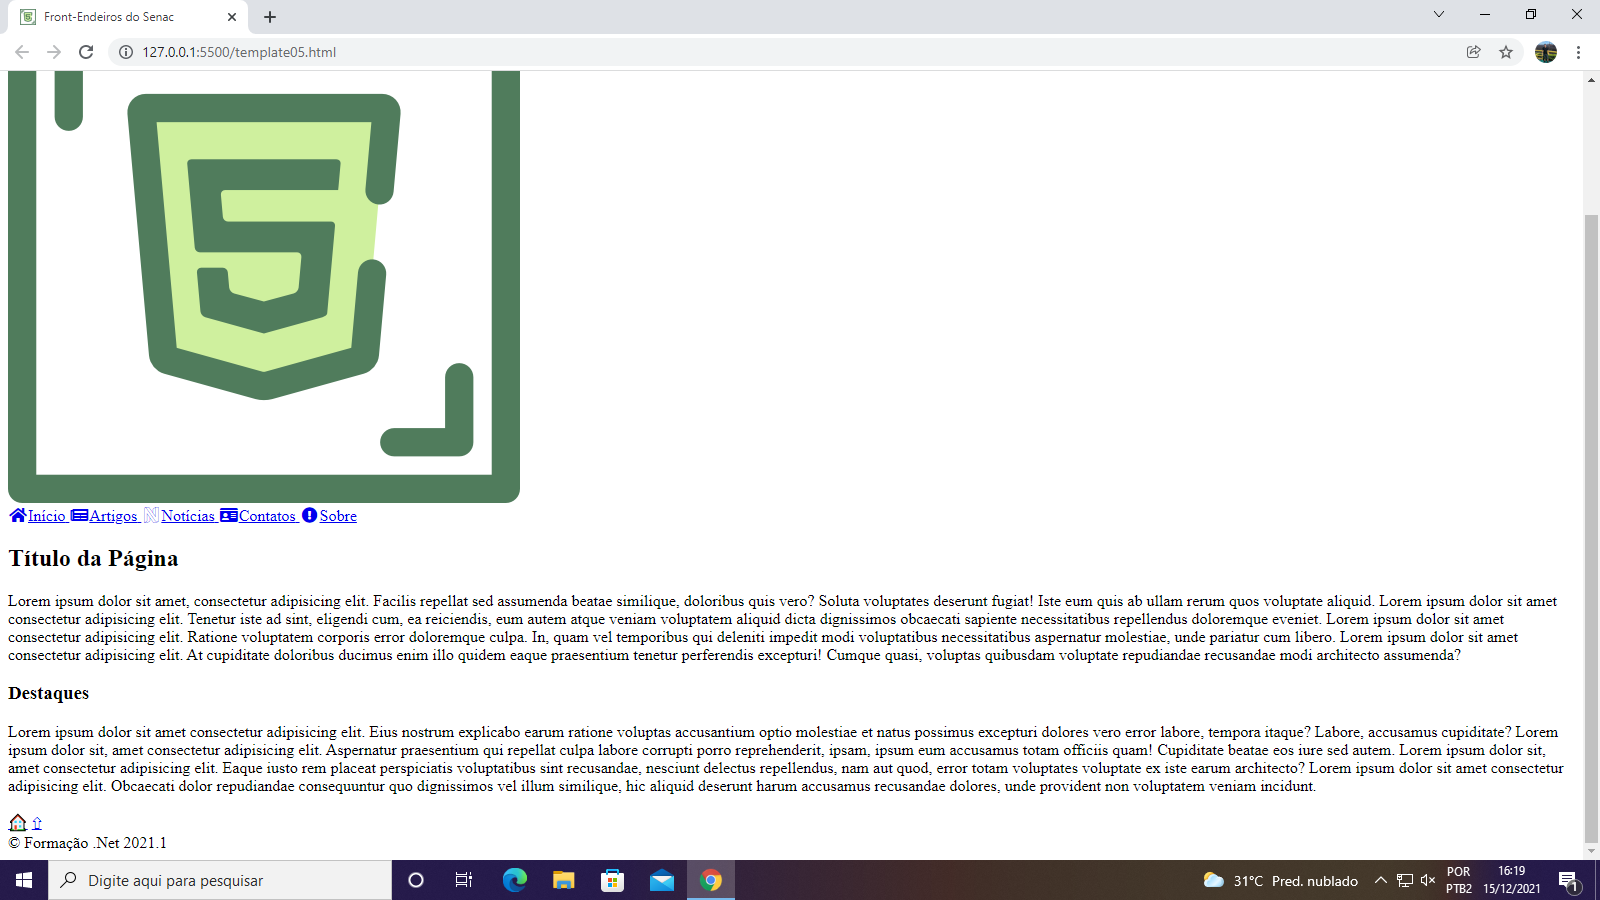 Front-Endeiros do Senac
127.0.0.1:5500/template05.html
Início Artigos Notícias Contatos Sobre
Título da Página
Lorem ipsum dolor sit amet, consectetur adipisicing elit. Facilis repellat sed assumenda beatae similique, doloribus quis vero? Soluta voluptates deserunt fugiat! Iste eum quis ab ullam rerum quos voluptate aliquid. Lorem ipsum dolor sit amet
consectetur adipisicing elit. Tenetur iste ad sint, eligendi cum, ea reiciendis, eum autem atque veniam voluptatem aliquid dicta dignissimos obcaecati sapiente necessitatibus repellendus doloremque eveniet. Lorem ipsum dolor sit amet
consectetur adipisicing elit. Ratione voluptatem corporis error doloremque culpa. In, quam vel temporibus qui deleniti impedit modi voluptatibus necessitatibus aspernatur molestiae, unde pariatur cum libero. Lorem ipsum dolor sit amet
consectetur adipisicing elit. At cupiditate doloribus ducimus enim illo quidem eaque praesentium tenetur perferendis excepturi! Cumque quasi, voluptas quibusdam voluptate repudiandae recusandae modi architecto assumenda?
Destaques
Lorem ipsum dolor sit amet consectetur adipisicing elit. Eius nostrum explicabo earum ratione voluptas accusantium optio molestiae et natus possimus excepturi dolores vero error labore, tempora itaque? Labore, accusamus cupiditate? Lorem
ipsum dolor sit, amet consectetur adipisicing elit. Aspernatur praesentium qui repellat culpa labore corrupti porro reprehenderit, ipsam, ipsum eum accusamus totam officiis quam! Cupiditate beatae eos iure sed autem. Lorem ipsum dolor sit,
amet consectetur adipisicing elit. Eaque iusto rem placeat perspiciatis voluptatibus sint recusandae, nesciunt delectus repellendus, nam aut quod, error totam voluptates voluptate ex iste earum architecto? Lorem ipsum dolor sit amet consectetur
adipisicing elit. Obcaecati dolor repudiandae consequuntur quo dignissimos vel illum similique, hic aliquid deserunt harum accusamus recusandae dolores, unde provident non voluptatem veniam incidunt.
© Formação .Net 2021.1
Digite aqui para pesquisar
31°C Pred. nublado
POR
PTB2
16:19
15/12/2021
1